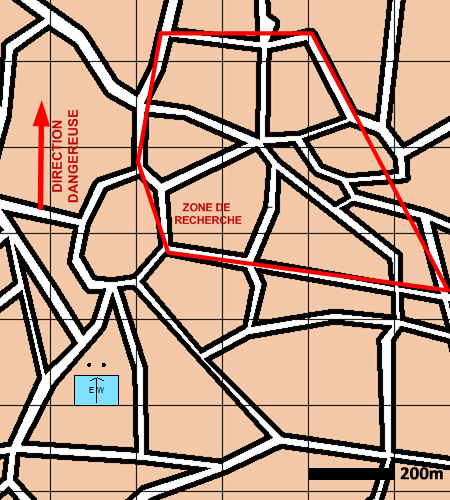 DIRECTION
DANGEREUSE
ZONE DE
RECHERCHE
E W
200m